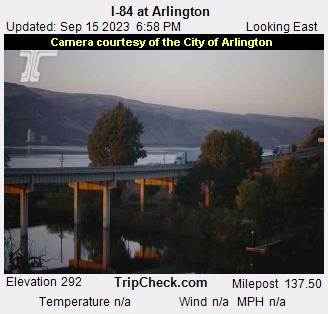 I-84 at Arlington
Updated: Sep 15 2023 6:58 PM Looking East
Camera courtesy of the City of Arlington
Elevation 292 TripCheck.com Milepost 137.50
Temperature n/a Wind n/a MPH n/a